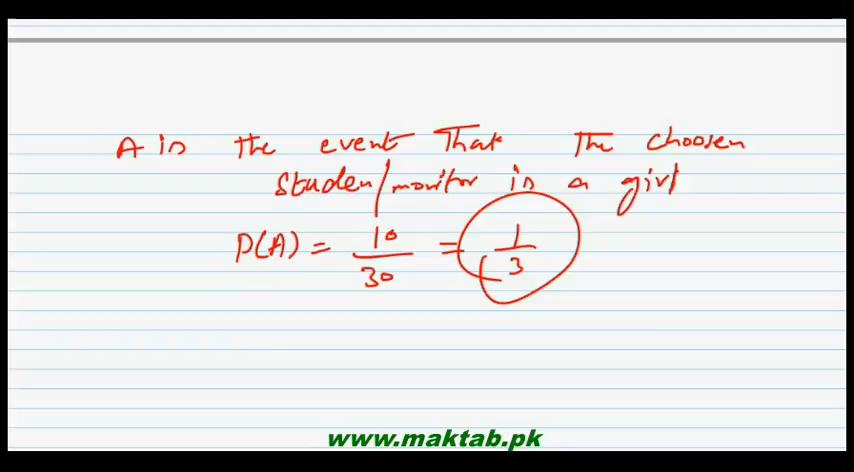 A is the event That The choosen
Studen/monitor is a girl
P(A) = 10/30 = 1/3
www.maktab.pk